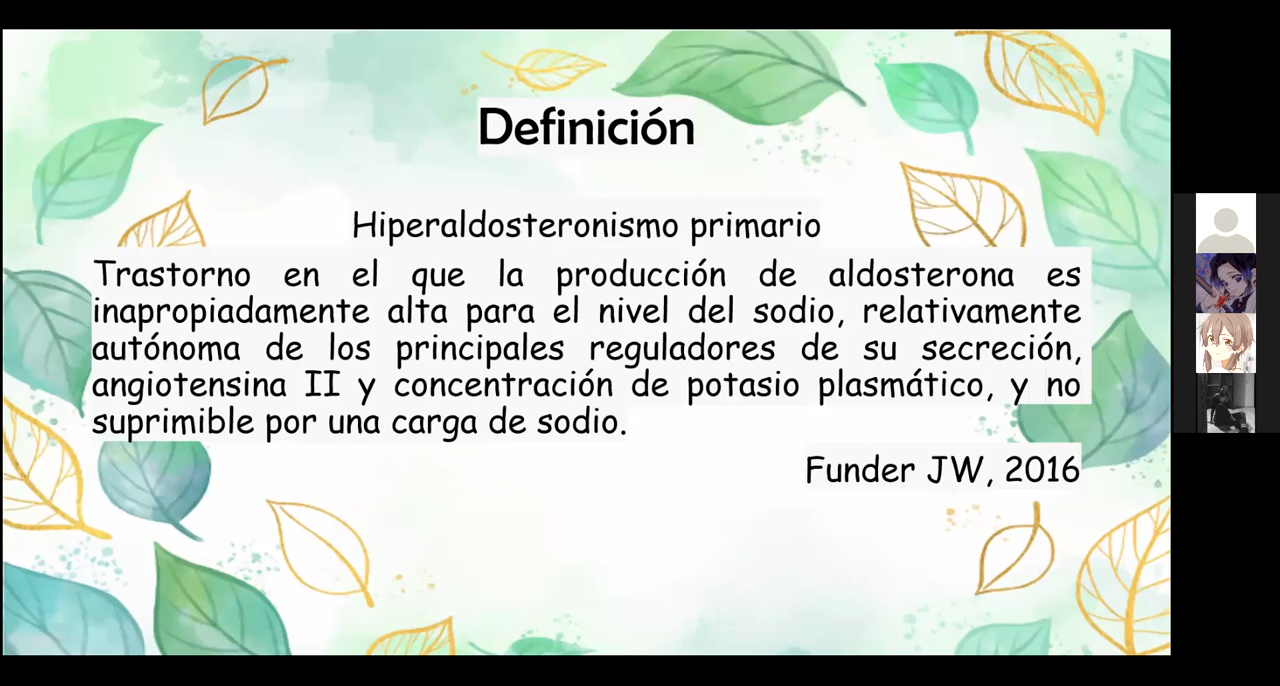 Definición
Hiperaldosteronismo primario
Trastorno en el que la producción de aldosterona es
inapropiadamente alta para el nivel del sodio, relativamente
autónoma de los principales reguladores de su secreción,
angiotensina II y concentración de potasio plasmático, y no
suprimible por una carga de sodio.
Funder JW, 2016